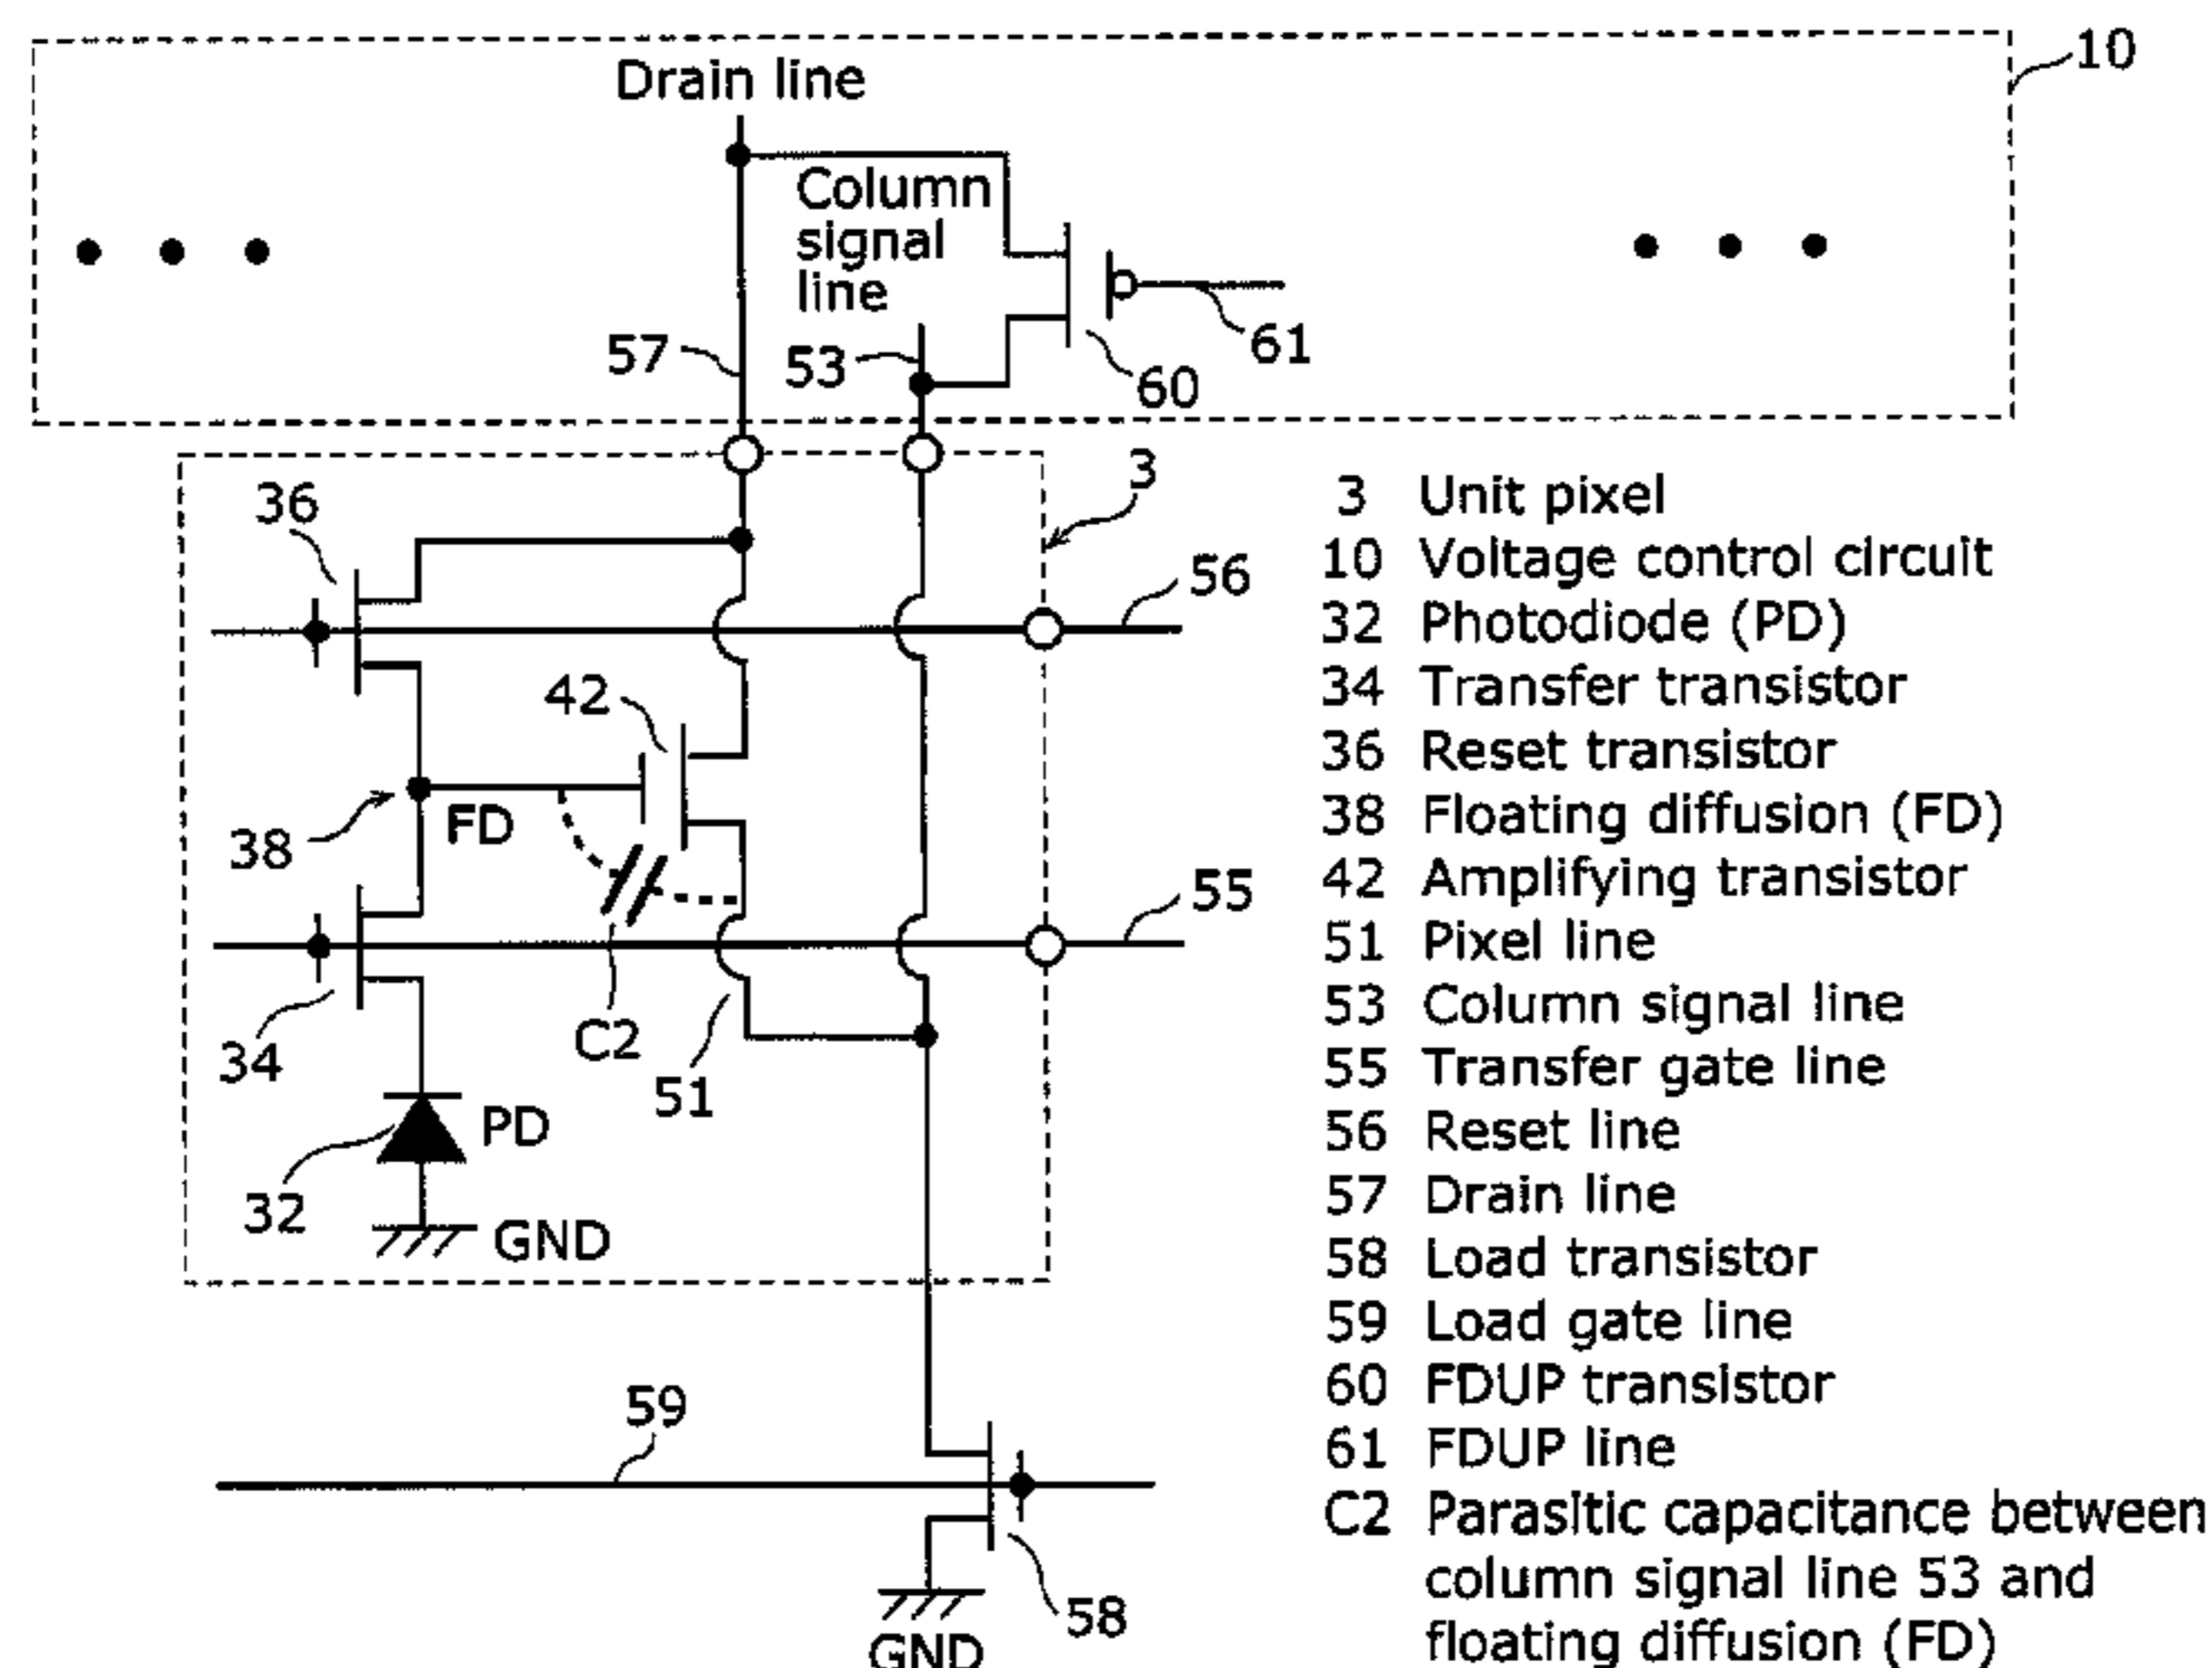 10
Drain line
Column
signal
line
57
53
60
61
36
3
56
42
38
FD
55
34
C2
51
PD
32
GND
59
58
GND
3 Unit pixel
10 Voltage control circuit
32 Photodiode (PD)
34 Transfer transistor
36 Reset transistor
38 Floating diffusion (FD)
42 Amplifying transistor
51 Pixel line
53 Column signal line
55 Transfer gate line
56 Reset line
57 Drain line
58 Load transistor
59 Load gate line
60 FDUP transistor
61 FDUP line
C2 Parasitic capacitance between
column signal line 53 and
floating diffusion (FD)